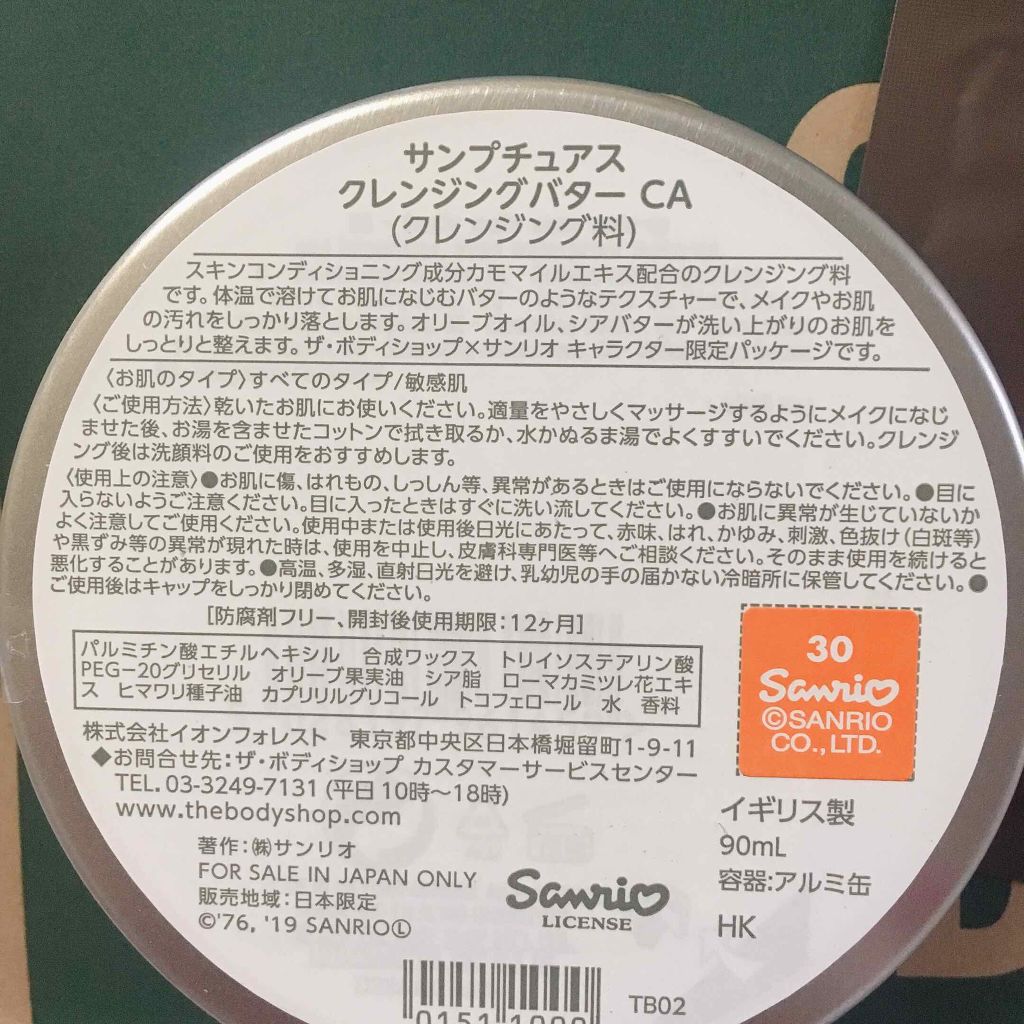 サンプチュアス
クレンジングバター CA
(クレンジング料)
スキンコンディショニング成分カモマイルエキス配合のクレンジング料
です。体温で溶けてお肌になじむバターのようなテクスチャーで、メイクやお肌
の汚れをしっかり落とします。オリーブオイル、シアバターが洗い上がりのお肌を
しっとりと整えます。ザ・ボディショップ×サンリオ キャラクター限定パッケージです。
〈お肌のタイプ〉すべてのタイプ/敏感肌
〈ご使用方法〉乾いたお肌にお使いください。適量をやさしくマッサージするようにメイクになじ
ませた後、お湯を含ませたコットンで拭き取るか、水かぬるま湯でよくすすいでください。クレンジ
ング後は洗顔料のご使用をおすすめします。
〈使用上の注意〉●お肌に傷、はれもの、しっしん等、異常があるときはご使用にならないでください。●目に
入らないようご注意ください。目に入ったときはすぐに洗い流してください。●お肌に異常が生じていないか
よく注意してご使用ください。使用中または使用後日光にあたって、赤味、はれ、かゆみ、刺激、色抜け(白斑等)
や黒ずみ等の異常が現れた時は、使用を中止し、皮膚科専門医等へご相談ください。そのまま使用を続けると
悪化することがあります。●高温、多湿、直射日光を避け、乳幼児の手の届かない冷暗所に保管してください。●
ご使用後はキャップをしっかり閉めてください。
[防腐剤フリー、開封後使用期限:12ヶ月]
パルミチン酸エチルヘキシル 合成ワックス トリイソステアリン酸
PEG-20グリセリル オリーブ果実油 シア脂 ローマカミツレ花エキ
ス ヒマワリ種子油 カプリリルグリコール トコフェロール 水 香料
株式会社イオンフォレスト 東京都中央区日本橋堀留町1-9-11
◆お問合せ先:ザ・ボディショップ カスタマーサービスセンター
TEL. 03-3249-7131 (平日 10時〜18時)
www.thebodyshop.com
著作:㈱サンリオ
FOR SALE IN JAPAN ONLY
販売地域:日本限定
©'76, '19 SANRIOⓁ
Sanrio
LICENSE
30
Sanrio
©SANRIO
CO.,LTD.
イギリス製
90mL
容器:アルミ缶
HK
TB02